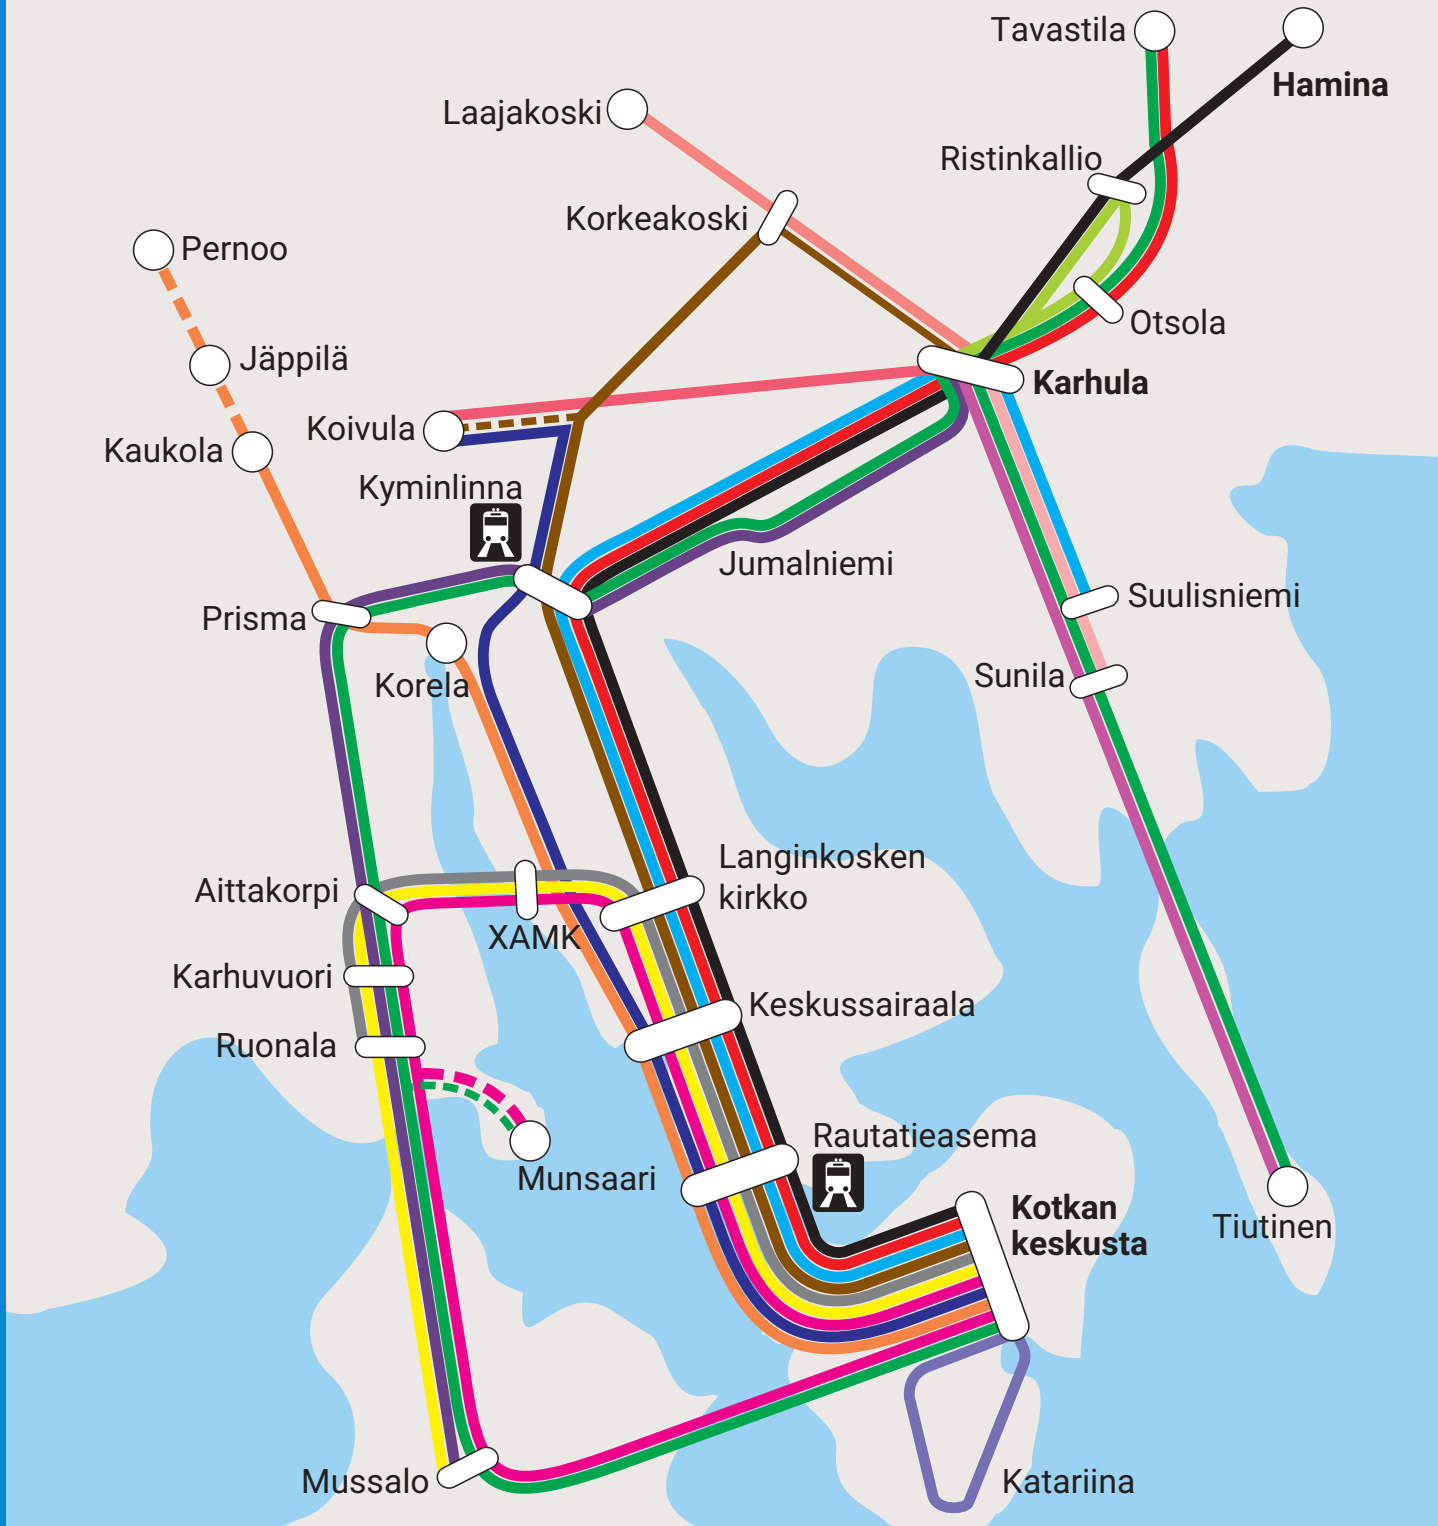 Tavastila
Hamina
Laajakoski
Ristinkallio
Korkeakoski
Pernoo
Otsola
Jäppilä
Karhula
Koivula
Kaukola
Kyminlinna
Jumalniemi
Suulisniemi
Prisma
Sunila
Korela
Langinkosken
kirkko
Aittakorpi
XAMK
Karhuvuori
Keskussairaala
Ruonala
Rautatieasema
Munsaari
Kotkan
keskusta
Tiutinen
Mussalo
Katariina